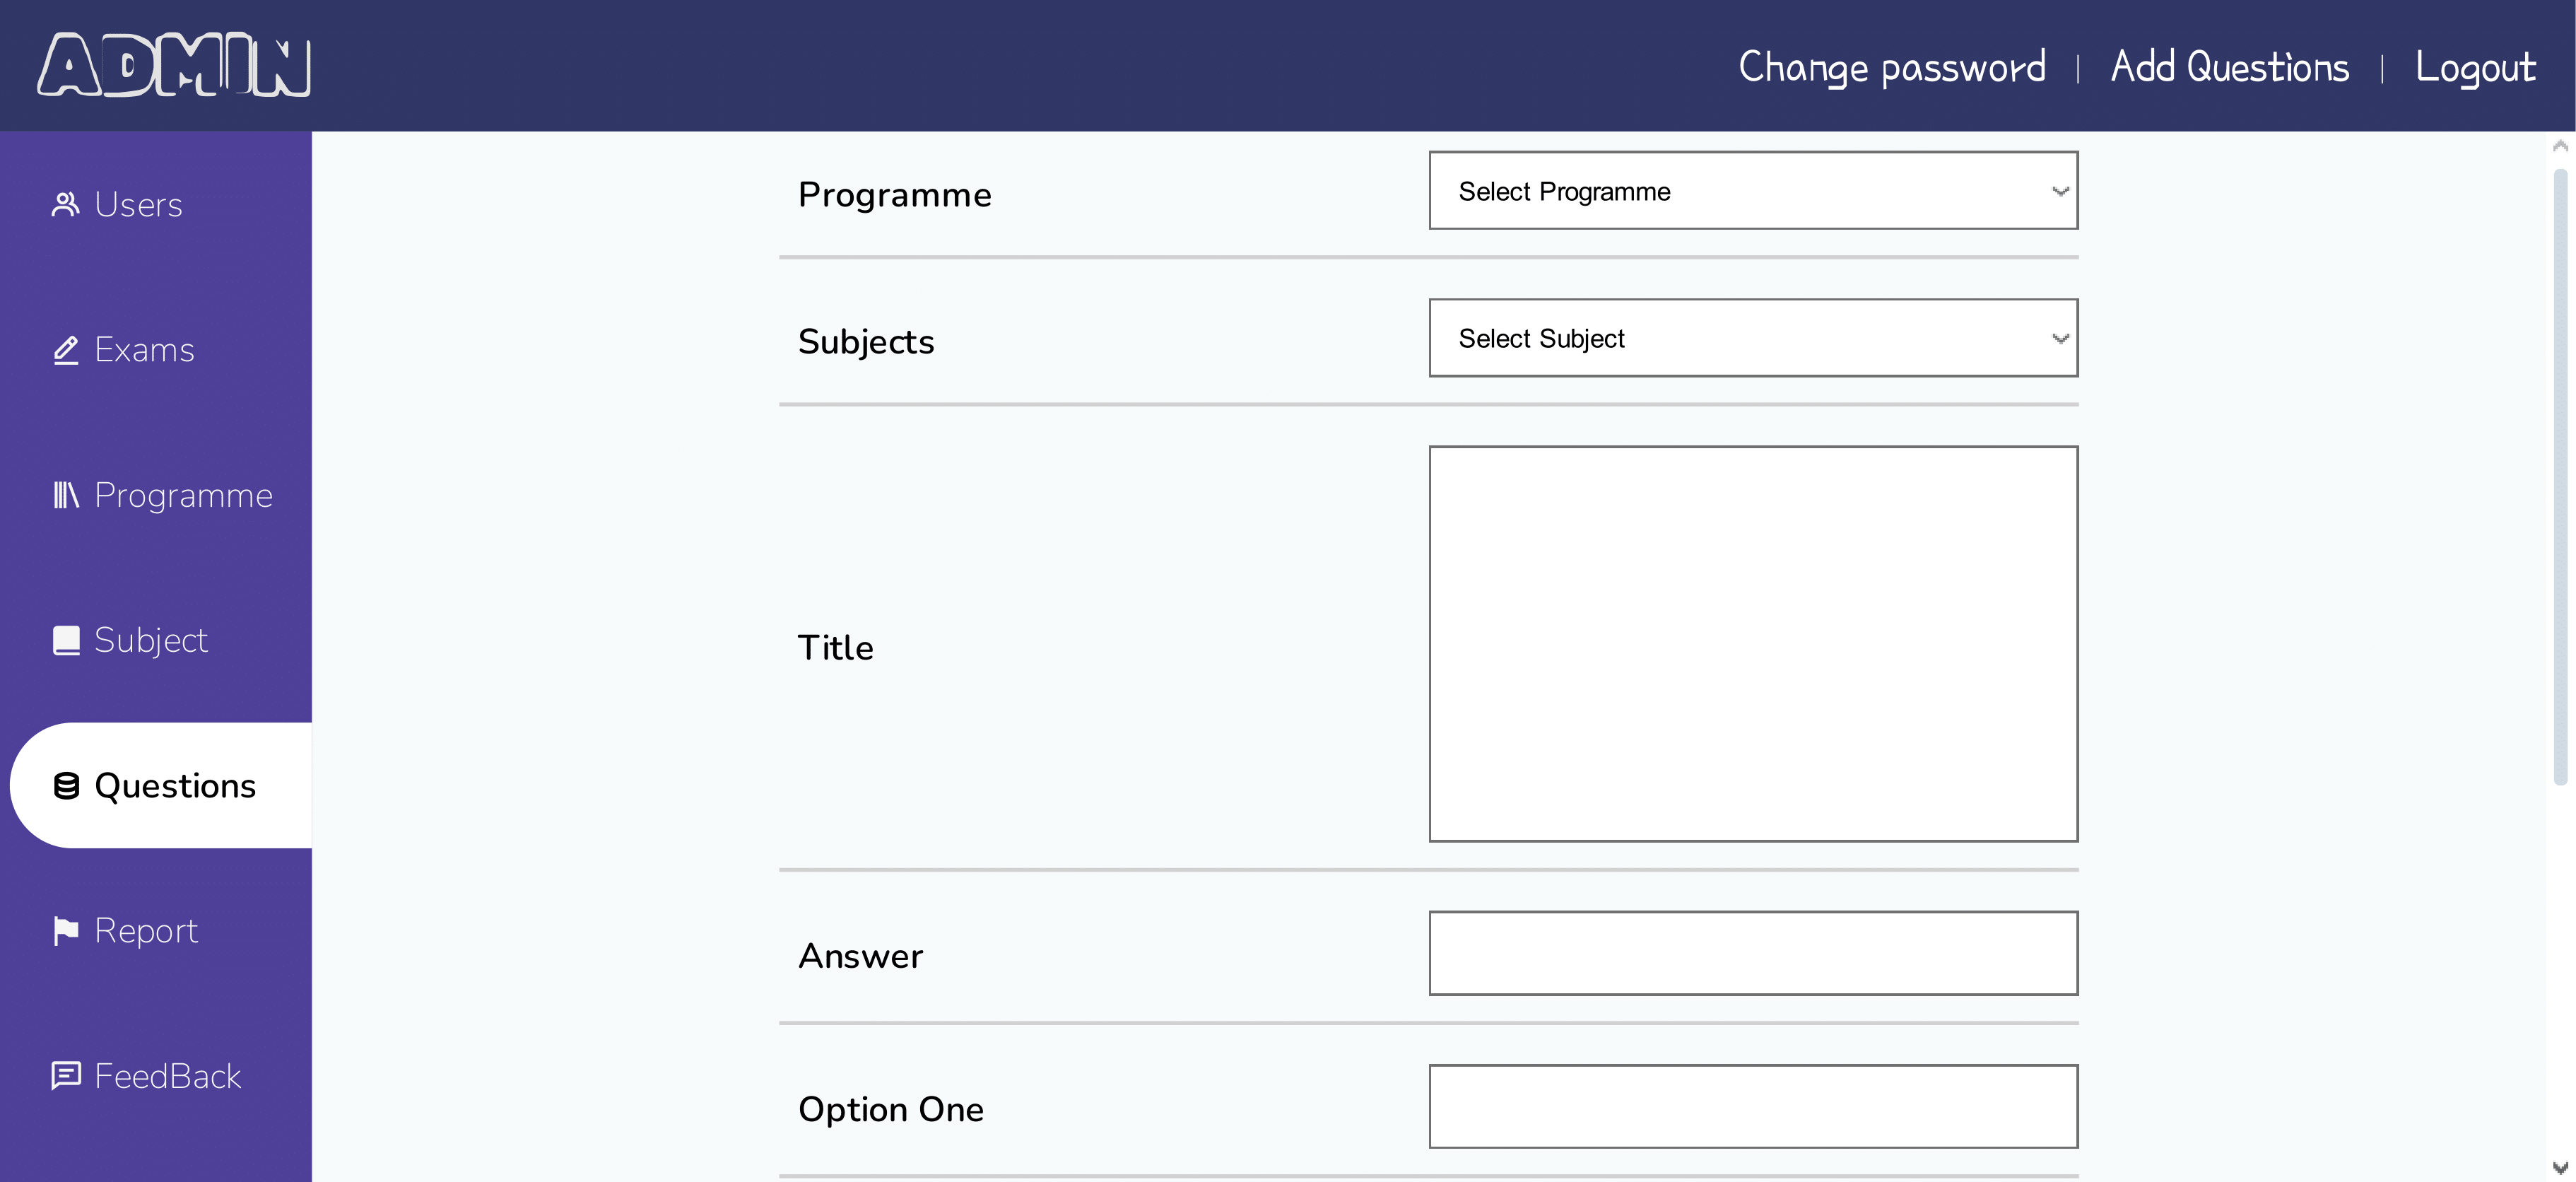 ADMIN
Change password | Add Questions | Logout
Users
Exams
Programme
Subject
Questions
Report
FeedBack
Programme
Select Programme
Subjects
Select Subject
Title
Answer
Option One